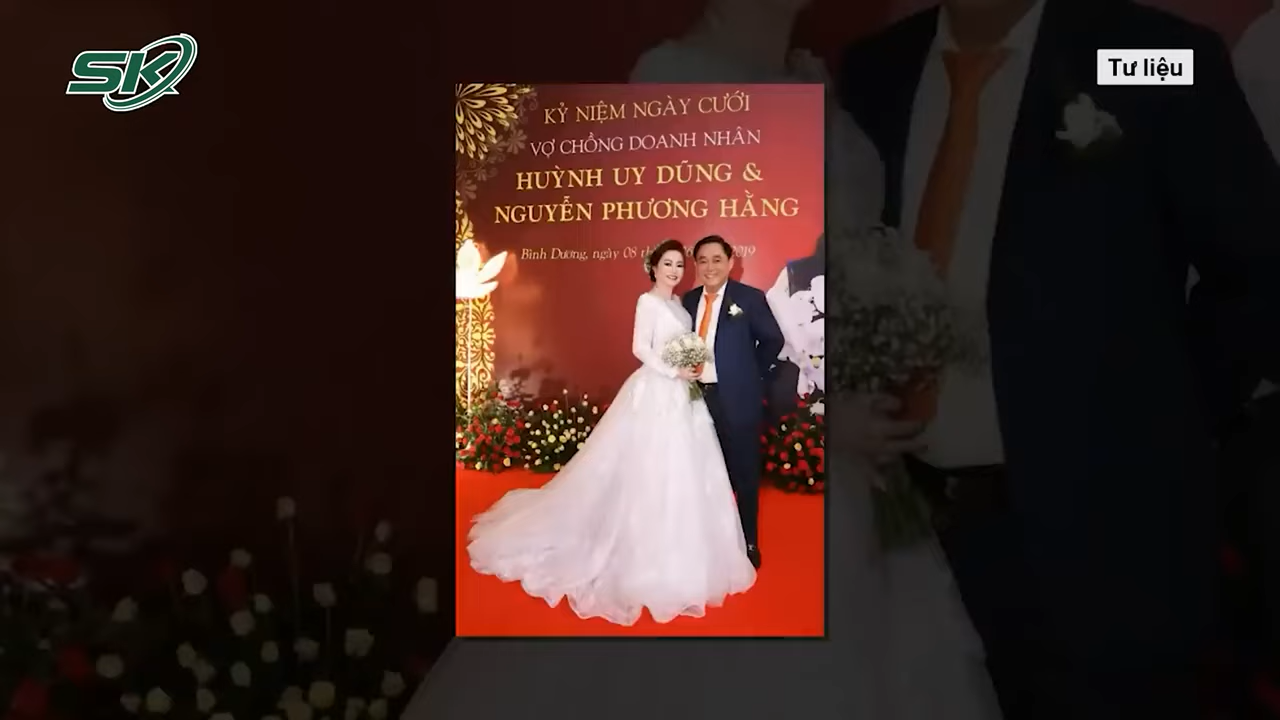 SK
Tư liệu
KỶ NIỆM NGÀY CƯỚI
VỢ CHỒNG DOANH NHÂN
HUỲNH UY DŨNG &
NGUYỄN PHƯƠNG HẰNG
Bình Dương, ngày 08 2019